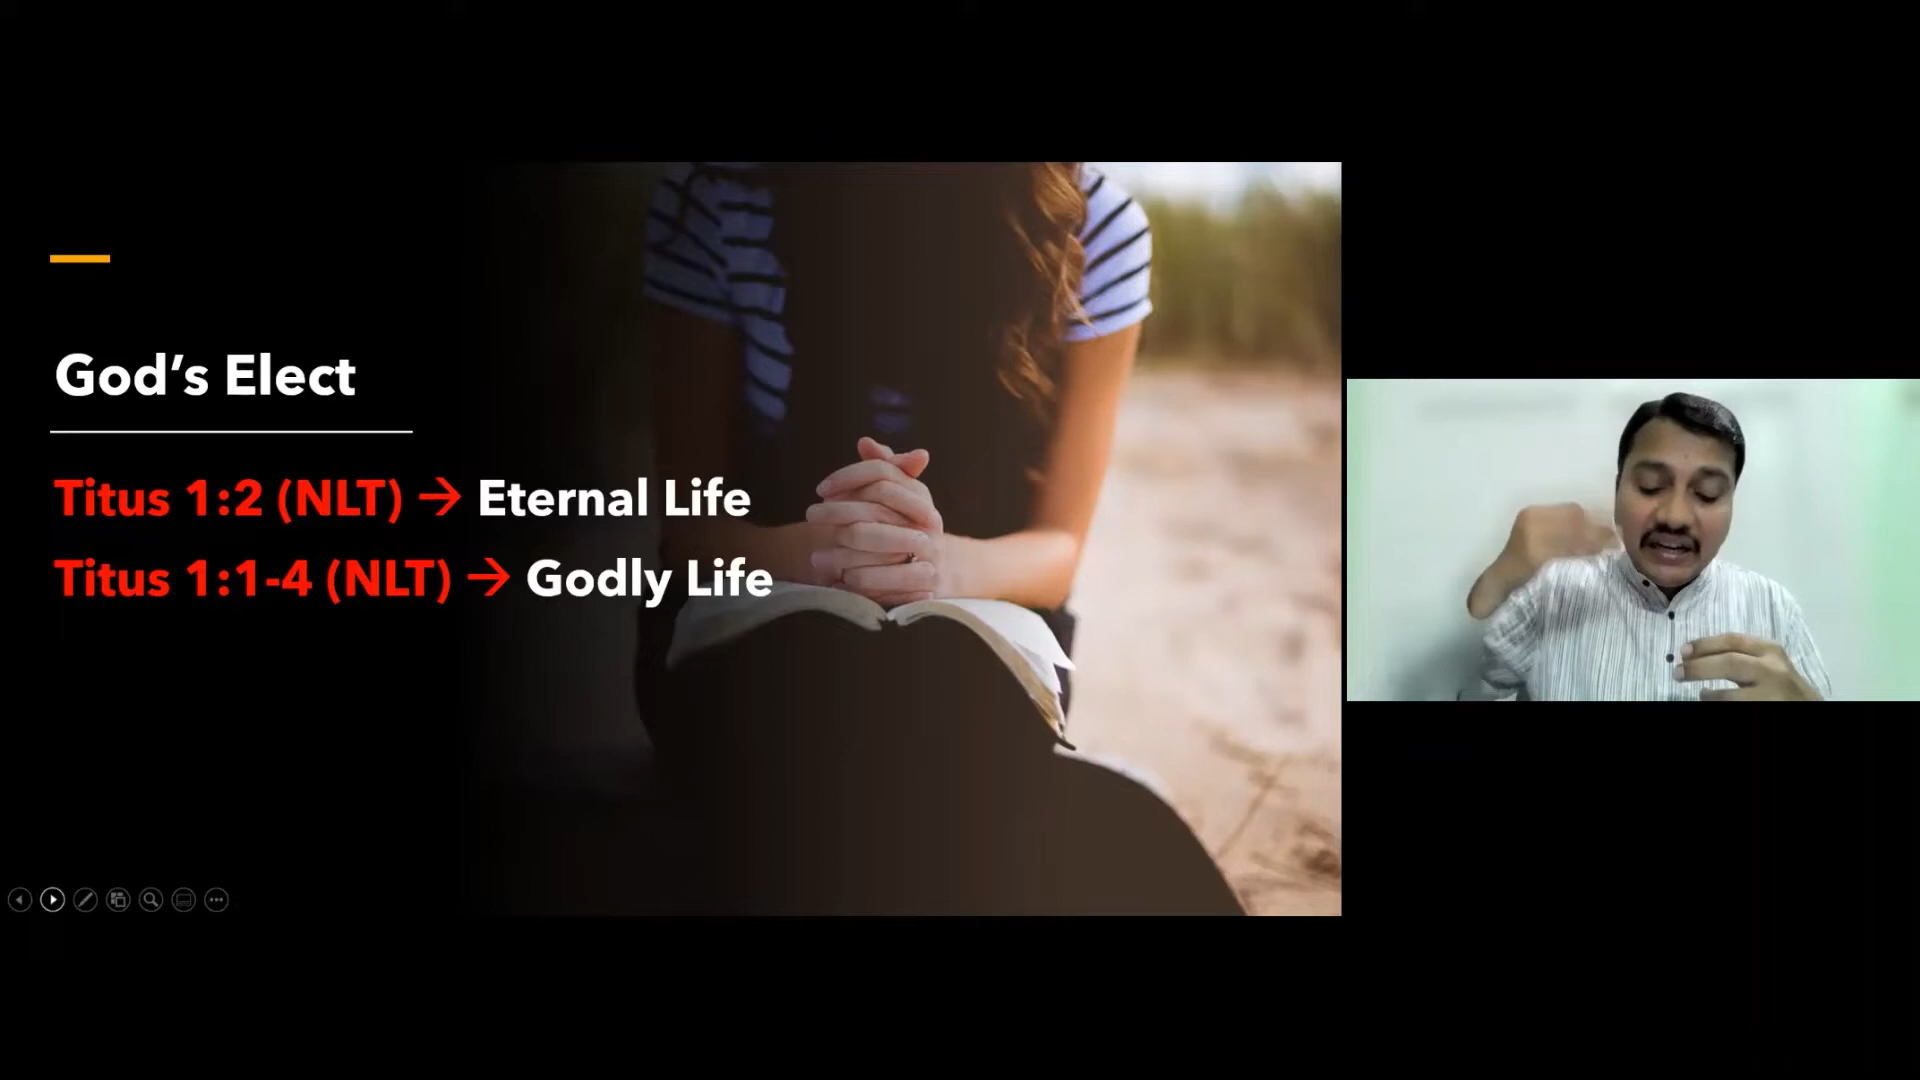 God’s Elect
Titus 1:2 (NLT) → Eternal Life
Titus 1:1-4 (NLT) → Godly Life